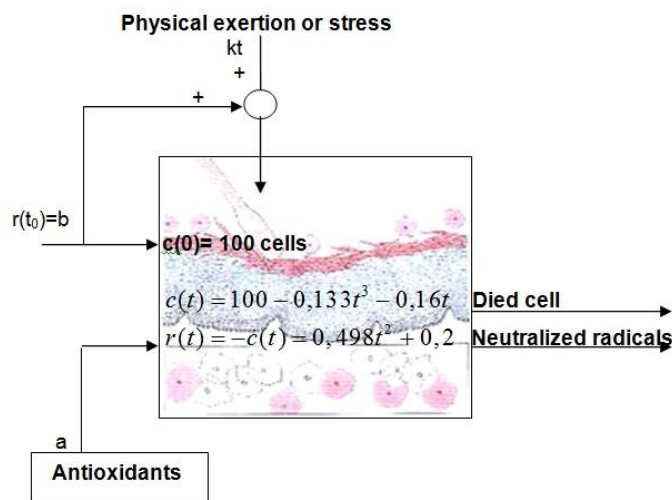 Physical exertion or stress
kt
+
+
r(t₀)=b
c(0)= 100 cells
c(t) = 100 − 0,133t³ − 0,16t
Died cell
r(t) = −c(t) = 0,498t² + 0,2
Neutralized radicals
a
Antioxidants